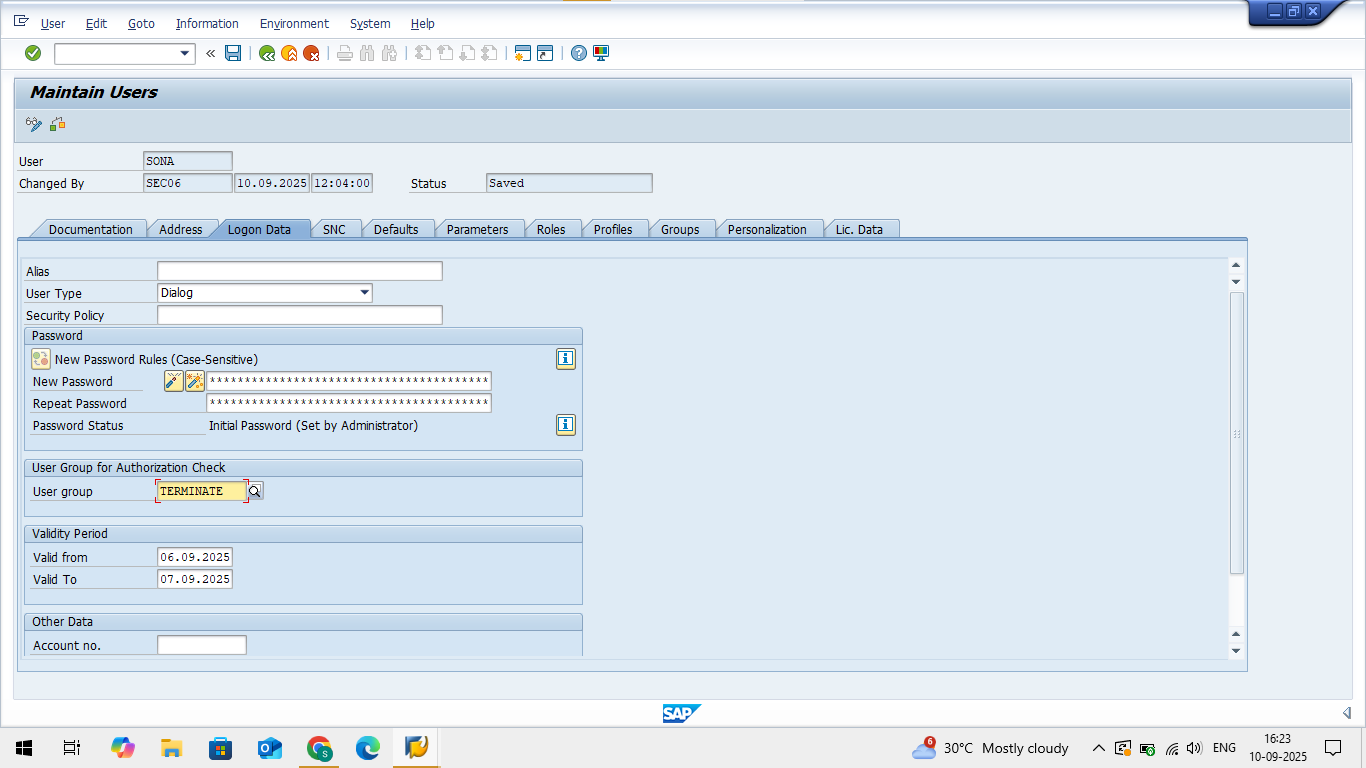 User Edit Goto Information Environment System Help
Maintain Users
User SONA
Changed By SEC06 10.09.2025 12:04:00 Status Saved
Documentation Address Logon Data SNC Defaults Parameters Roles Profiles Groups Personalization Lic. Data
Alias
User Type Dialog
Security Policy
Password
New Password Rules (Case-Sensitive)
New Password ****************************************
Repeat Password ****************************************
Password Status Initial Password (Set by Administrator)
User Group for Authorization Check
User group TERMINATE
Validity Period
Valid from 06.09.2025
Valid To 07.09.2025
Other Data
Account no.
SAP
6 30°C Mostly cloudy ENG 16:23
10-09-2025